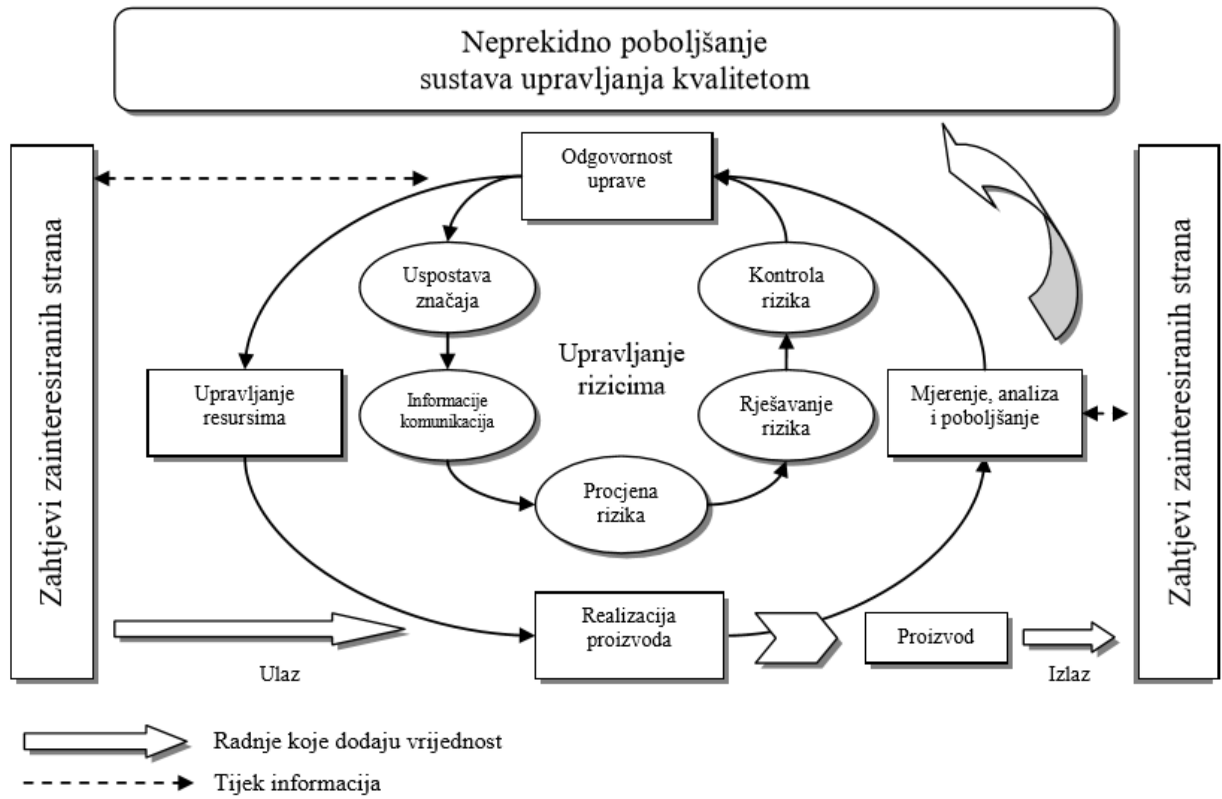 Neprekidno poboljšanje
sustava upravljanja kvalitetom
Zahtjevi zainteresiranih strana
Odgovornost
uprave
Uspostava
značaja
Kontrola
rizika
Upravljanje
rizicima
Upravljanje
resursima
Informacije
komunikacija
Rješavanje
rizika
Mjerenje, analiza
i poboljšanje
Procjena
rizika
Realizacija
proizvoda
Proizvod
Ulaz
Izlaz
Zahtjevi zainteresiranih strana
Radnje koje dodaju vrijednost
Tijek informacija